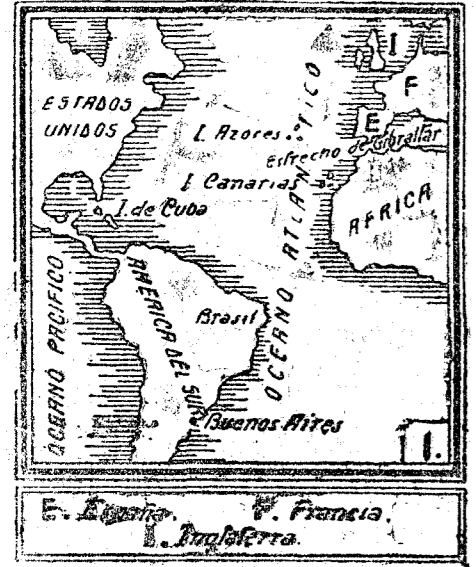 I
F
ESTADOS
UNIDOS
I. Azores
E
Estrecho de Gibraltar
I. Canarias
I. de Cuba
AFRICA
OCEANO ATLANTICO
OCEANO PACIFICO
AMERICA DEL SUR
Brasil
Buenos Aires
1.
E. España. F. Francia.
I. Inglaterra.